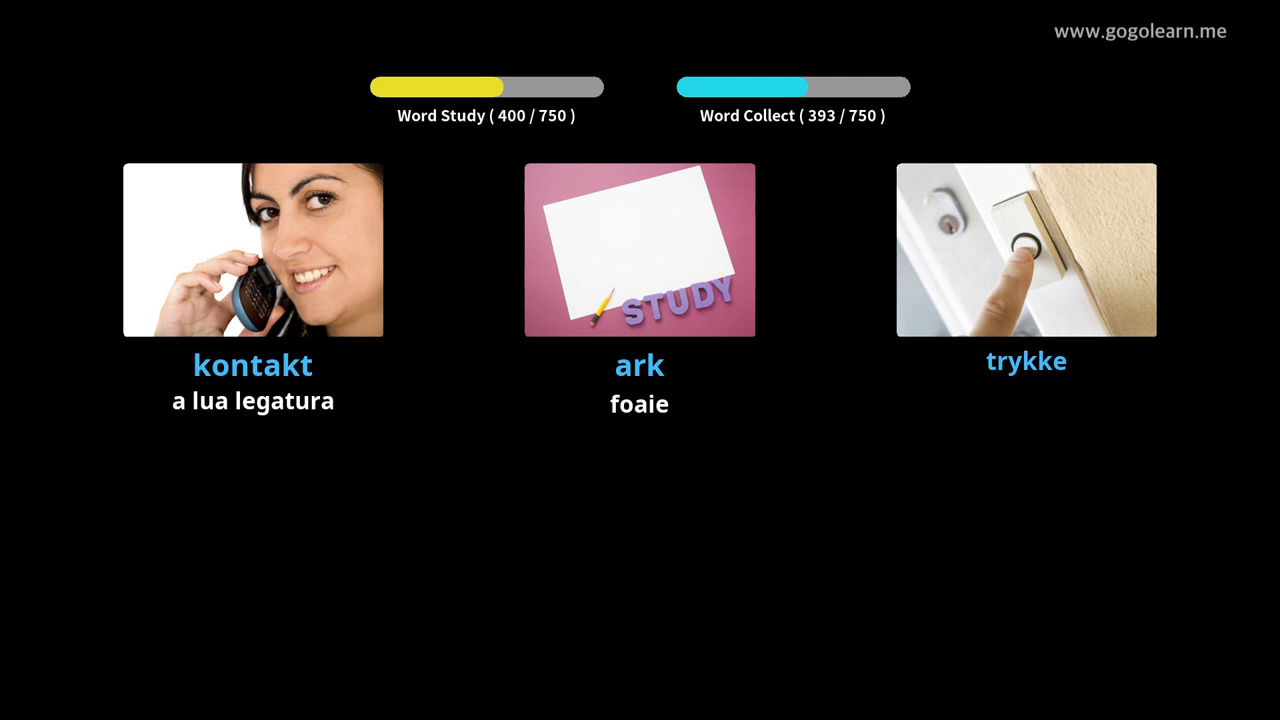 www.gogolearn.me
Word Study ( 400 / 750 )
Word Collect ( 393 / 750 )
STUDY
kontakt
a lua legatura
ark
foaie
trykke